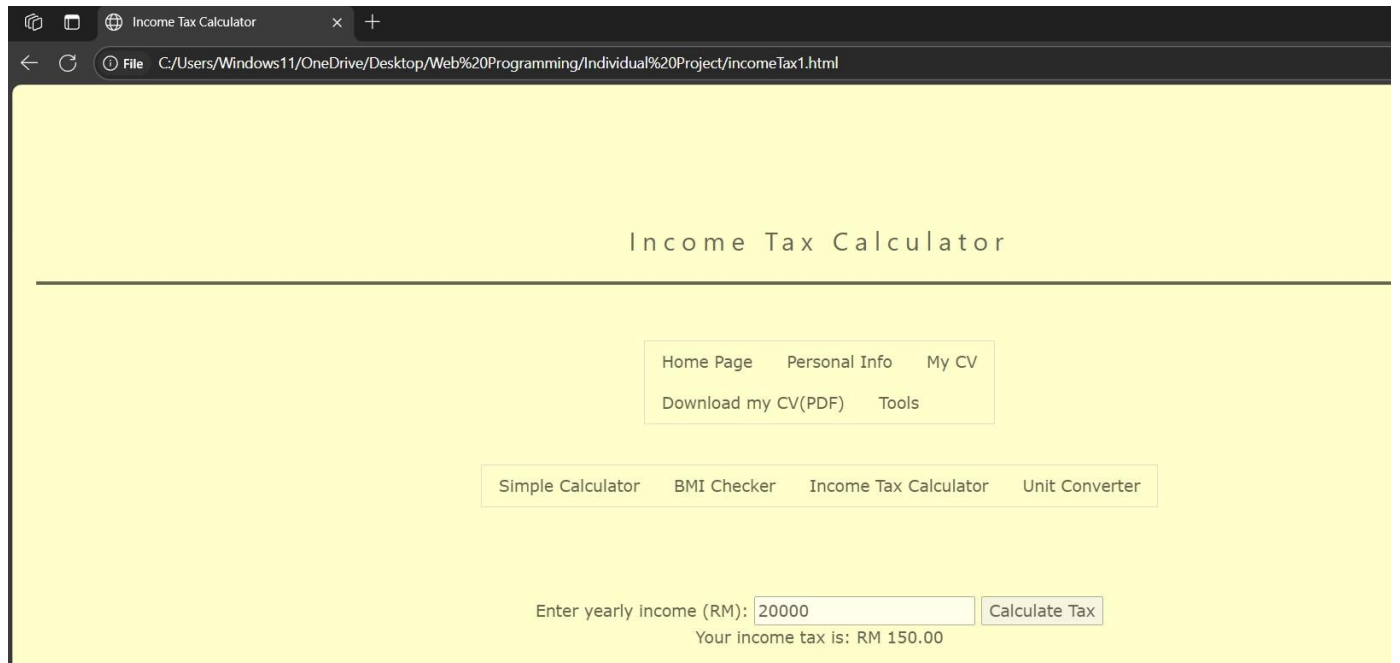 Income Tax Calculator
File C:/Users/Windows11/OneDrive/Desktop/Web%20Programming/Individual%20Project/incomeTax1.html
Income Tax Calculator
Home Page Personal Info My CV
Download my CV(PDF) Tools
Simple Calculator BMI Checker Income Tax Calculator Unit Converter
Enter yearly income (RM): 20000 Calculate Tax
Your income tax is: RM 150.00